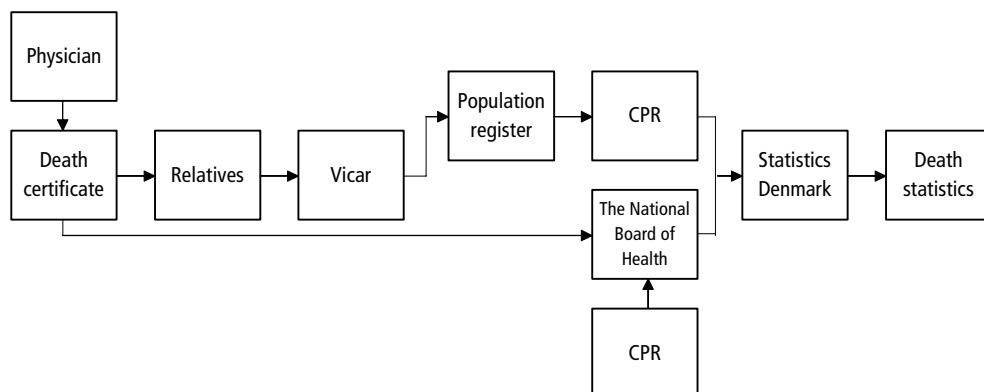 Physician
Death
certificate
Relatives
Vicar
Population
register
CPR
The National
Board of
Health
CPR
Statistics
Denmark
Death
statistics